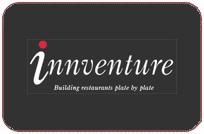 innventure
Building restaurants plate by plate